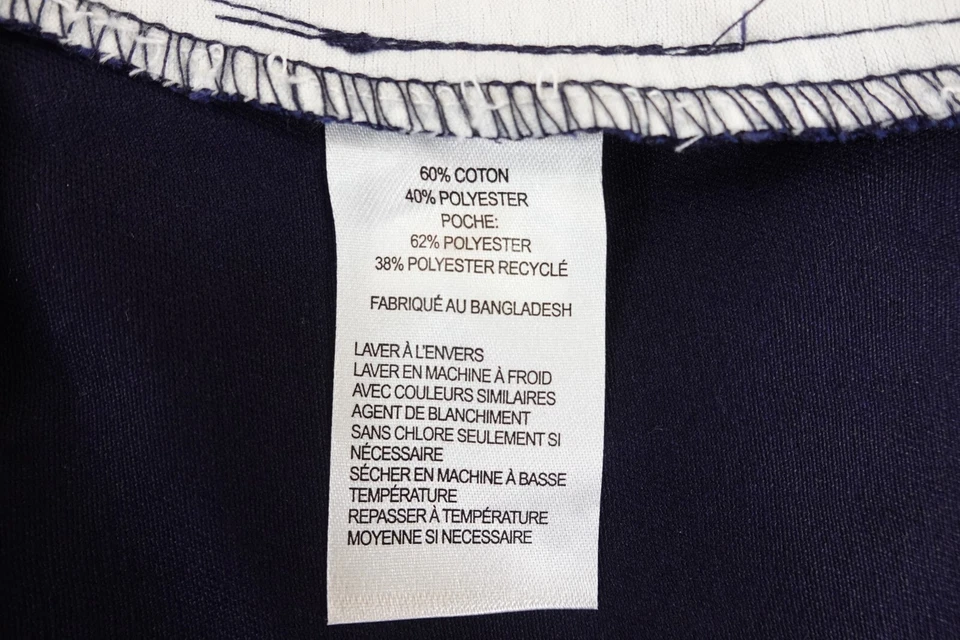 60% COTON
40% POLYESTER
POCHE:
62% POLYESTER
38% POLYESTER RECYCLÉ
FABRIQUÉ AU BANGLADESH
LAVER À L'ENVERS
LAVER EN MACHINE À FROID
AVEC COULEURS SIMILAIRES
AGENT DE BLANCHIMENT
SANS CHLORE SEULEMENT SI
NÉCESSAIRE
SÉCHER EN MACHINE À BASSE
TEMPÉRATURE
REPASSER À TEMPÉRATURE
MOYENNE SI NECESSAIRE